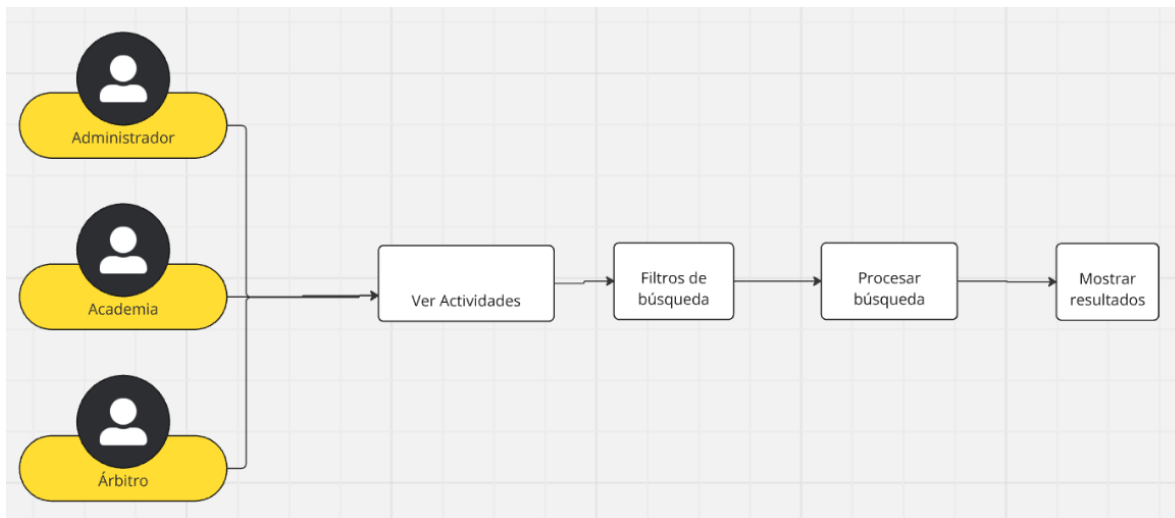 Administrador
Academia
Árbitro
Ver Actividades
Filtros de
búsqueda
Procesar
búsqueda
Mostrar
resultados